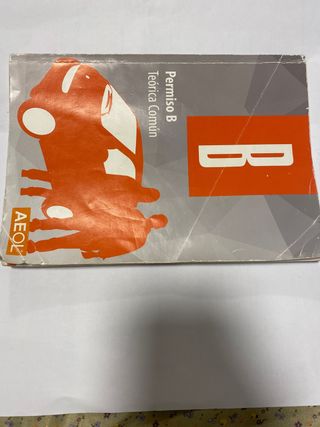 B
Permiso B
Teórica Común
AEOL